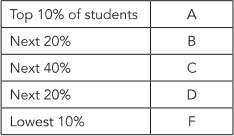 Top 10% of students A
Next 20% B
Next 40% C
Next 20% D
Lowest 10% F